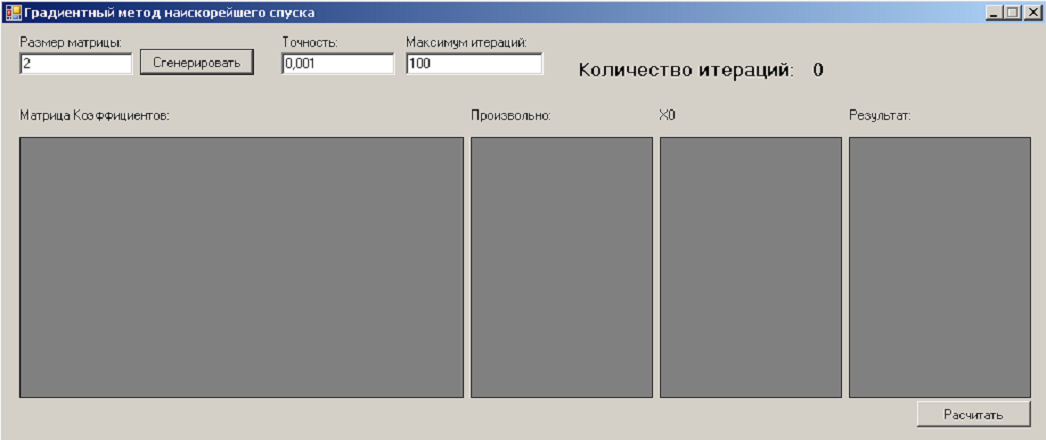 Градиентный метод наискорейшего спуска
Размер матрицы: Точность: Максимум итераций:
2 Сгенерировать 0,001 100
Количество итераций: 0
Матрица Коэффициентов: Произвольно: X0 Результат:
Расчитать